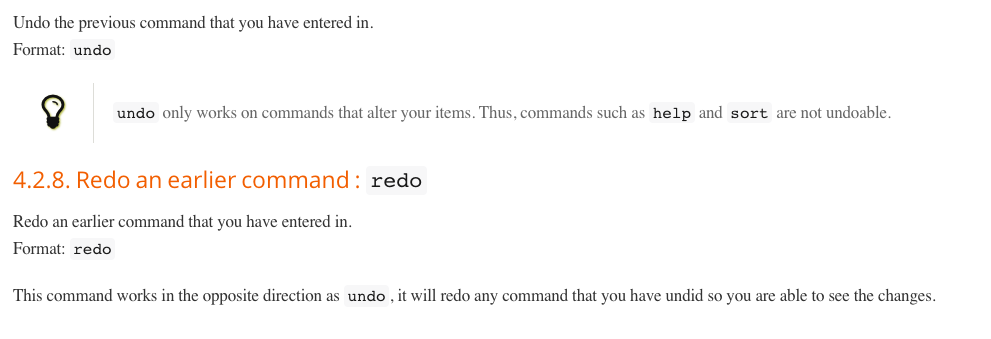 Undo the previous command that you have entered in.
Format: undo
undo only works on commands that alter your items. Thus, commands such as help and sort are not undoable.
4.2.8. Redo an earlier command : redo
Redo an earlier command that you have entered in.
Format: redo
This command works in the opposite direction as undo , it will redo any command that you have undid so you are able to see the changes.